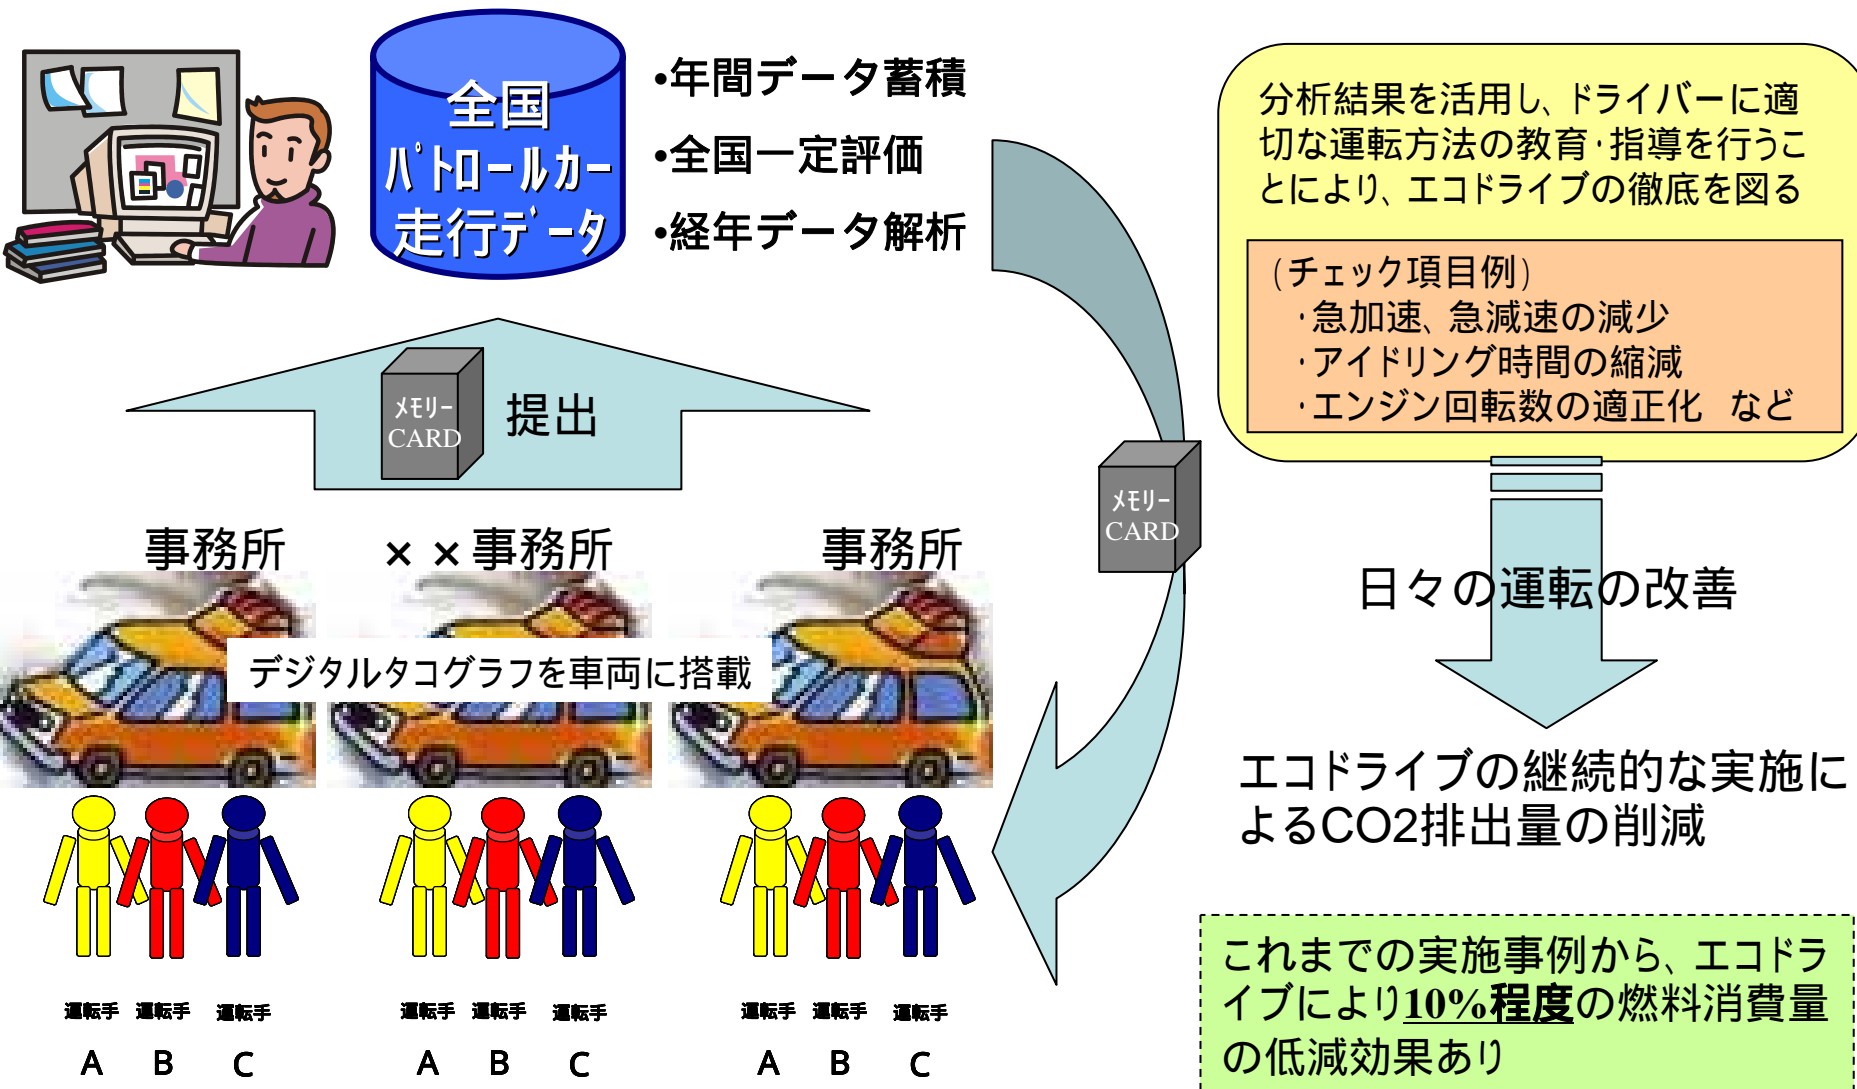 全国
パトロールカー
走行データ
•年間データ蓄積
•全国一定評価
•経年データ解析
分析結果を活用し、ドライバーに適
切な運転方法の教育・指導を行うこ
とにより、エコドライブの徹底を図る
(チェック項目例)
・急加速、急減速の減少
・アイドリング時間の縮減
・エンジン回転数の適正化　など
メモリー
CARD
提出
メモリー
CARD
事務所
××事務所
事務所
デジタルタコグラフを車両に搭載
日々の運転の改善
エコドライブの継続的な実施に
よるCO2排出量の削減
運転手 運転手 運転手
A B C
運転手 運転手 運転手
A B C
運転手 運転手 運転手
A B C
これまでの実施事例から、エコドラ
イブにより10%程度の燃料消費量
の低減効果あり